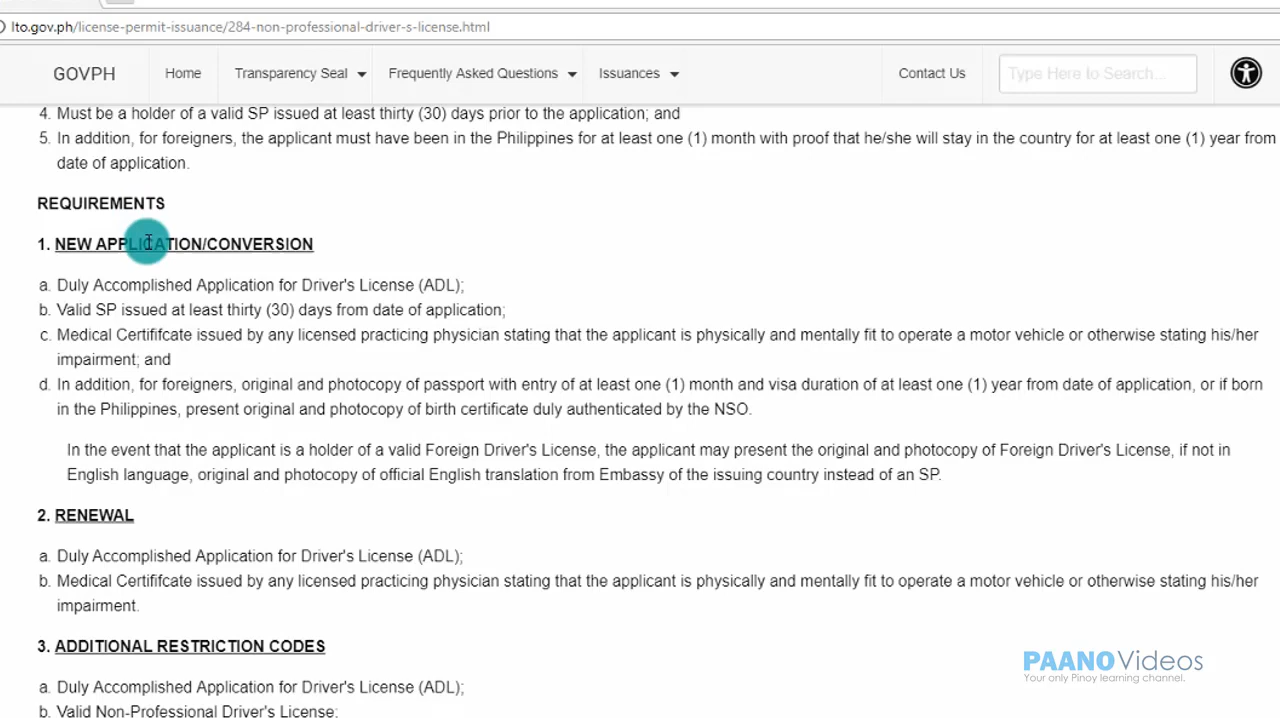 lto.gov.ph/license-permit-issuance/284-non-professional-driver-s-license.html
GOVPH Home Transparency Seal Frequently Asked Questions Issuances Contact Us Type Here to Search...
4. Must be a holder of a valid SP issued at least thirty (30) days prior to the application; and
5. In addition, for foreigners, the applicant must have been in the Philippines for at least one (1) month with proof that he/she will stay in the country for at least one (1) year from
date of application.
REQUIREMENTS
1. NEW APPLICATION/CONVERSION
a. Duly Accomplished Application for Driver's License (ADL);
b. Valid SP issued at least thirty (30) days from date of application;
c. Medical Certififcate issued by any licensed practicing physician stating that the applicant is physically and mentally fit to operate a motor vehicle or otherwise stating his/her
impairment; and
d. In addition, for foreigners, original and photocopy of passport with entry of at least one (1) month and visa duration of at least one (1) year from date of application, or if born
in the Philippines, present original and photocopy of birth certificate duly authenticated by the NSO.
In the event that the applicant is a holder of a valid Foreign Driver's License, the applicant may present the original and photocopy of Foreign Driver's License, if not in
English language, original and photocopy of official English translation from Embassy of the issuing country instead of an SP.
2. RENEWAL
a. Duly Accomplished Application for Driver's License (ADL);
b. Medical Certififcate issued by any licensed practicing physician stating that the applicant is physically and mentally fit to operate a motor vehicle or otherwise stating his/her
impairment.
3. ADDITIONAL RESTRICTION CODES
a. Duly Accomplished Application for Driver's License (ADL);
b. Valid Non-Professional Driver's License;
PAANO Videos
Your only Pinoy learning channel.